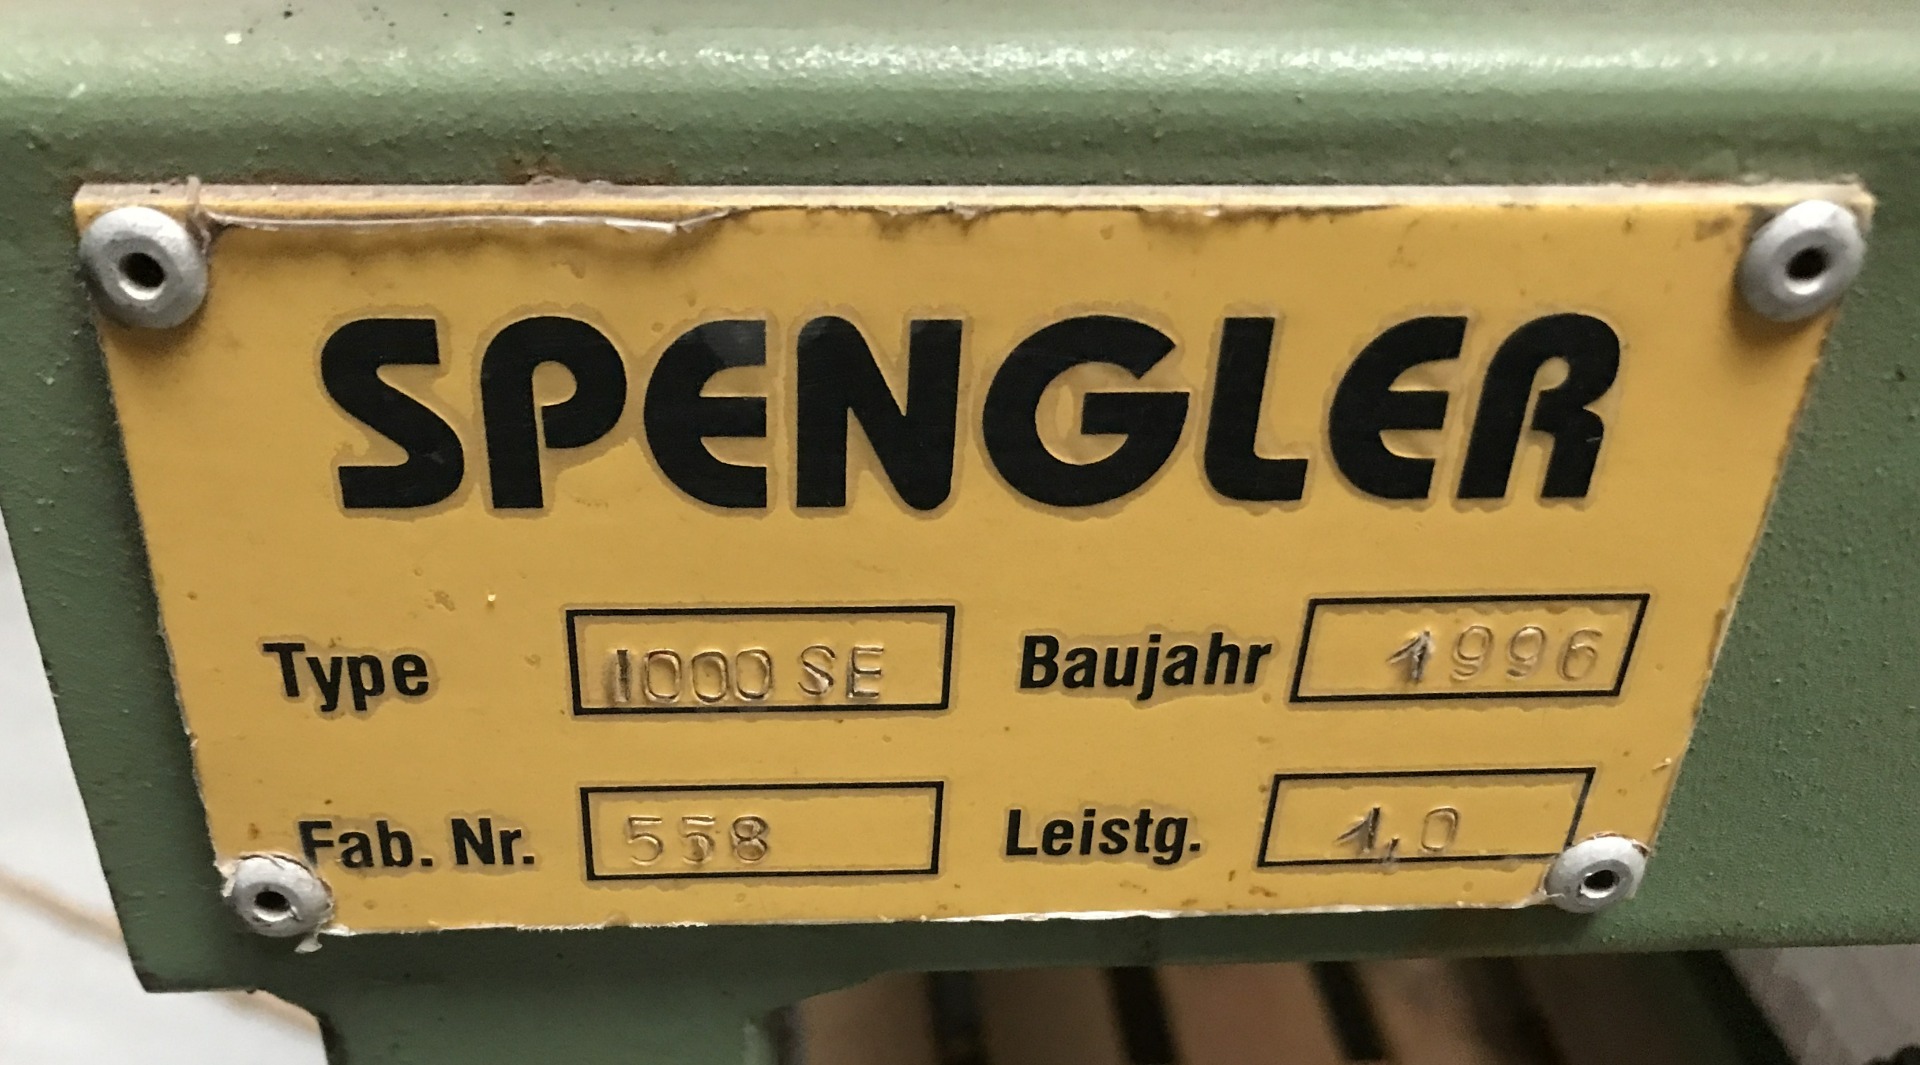 SPENGLER
Type 1000 SE Baujahr 1996
Fab. Nr. 558 Leistg. 1,0